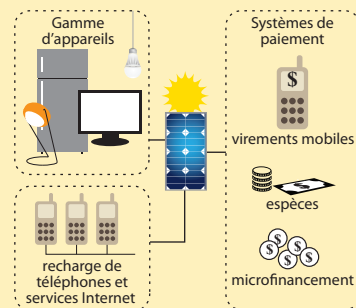 Gamme
d'appareils
recharge de
téléphones et
services Internet
Systèmes de
paiement
$
virements mobiles
espèces
$ $ $ $ $
microfinancement